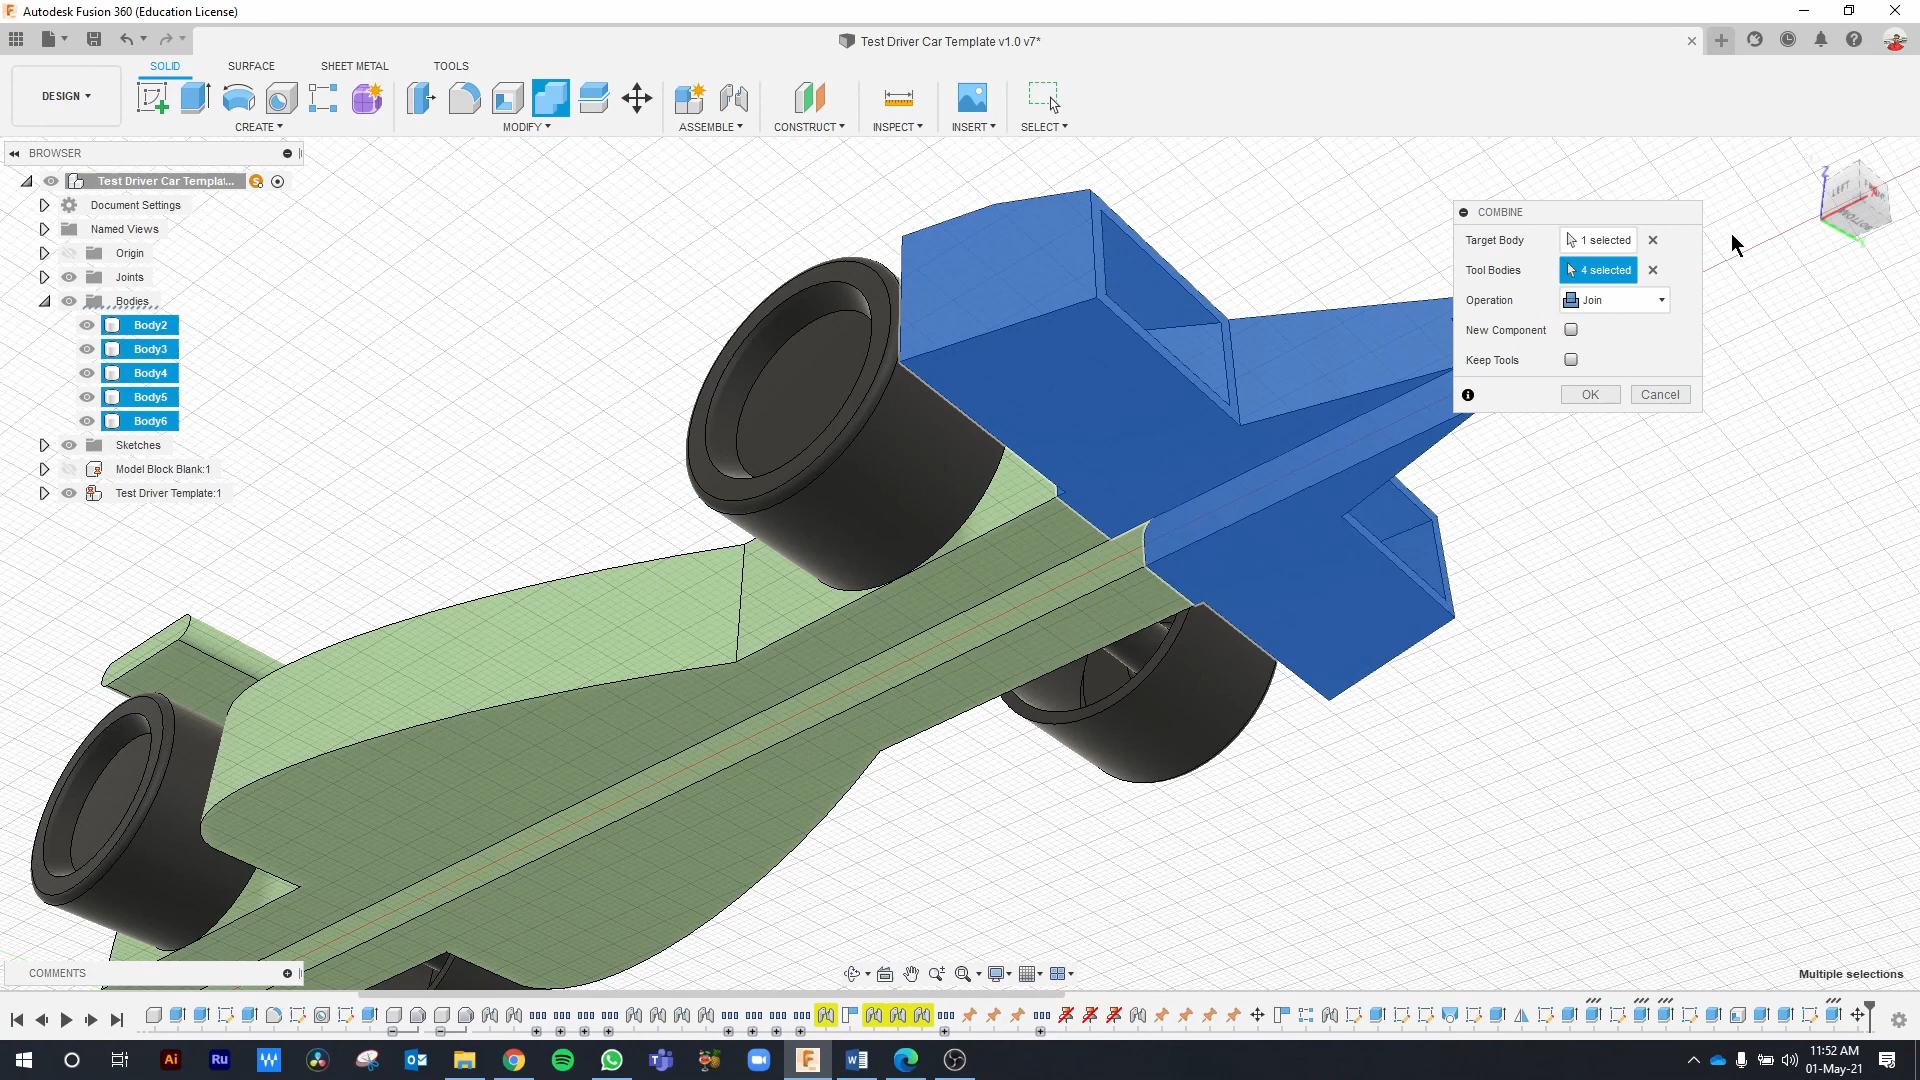 Autodesk Fusion 360 (Education License)
Test Driver Car Template v1.0 v7*
DESIGN
SOLID
SURFACE
SHEET METAL
TOOLS
CREATE
MODIFY
ASSEMBLE
CONSTRUCT
INSPECT
INSERT
SELECT
BROWSER
Test Driver Car Templat...
Document Settings
Named Views
Origin
Joints
Bodies
Body2
Body3
Body4
Body5
Body6
Sketches
Model Block Blank:1
Test Driver Template:1
Z
LEFT
BOTTOM
COMBINE
Target Body 1 selected
Tool Bodies 4 selected
Operation Join
New Component
Keep Tools
OK Cancel
COMMENTS
Multiple selections
Ai
Ru
11:52 AM
01-May-21